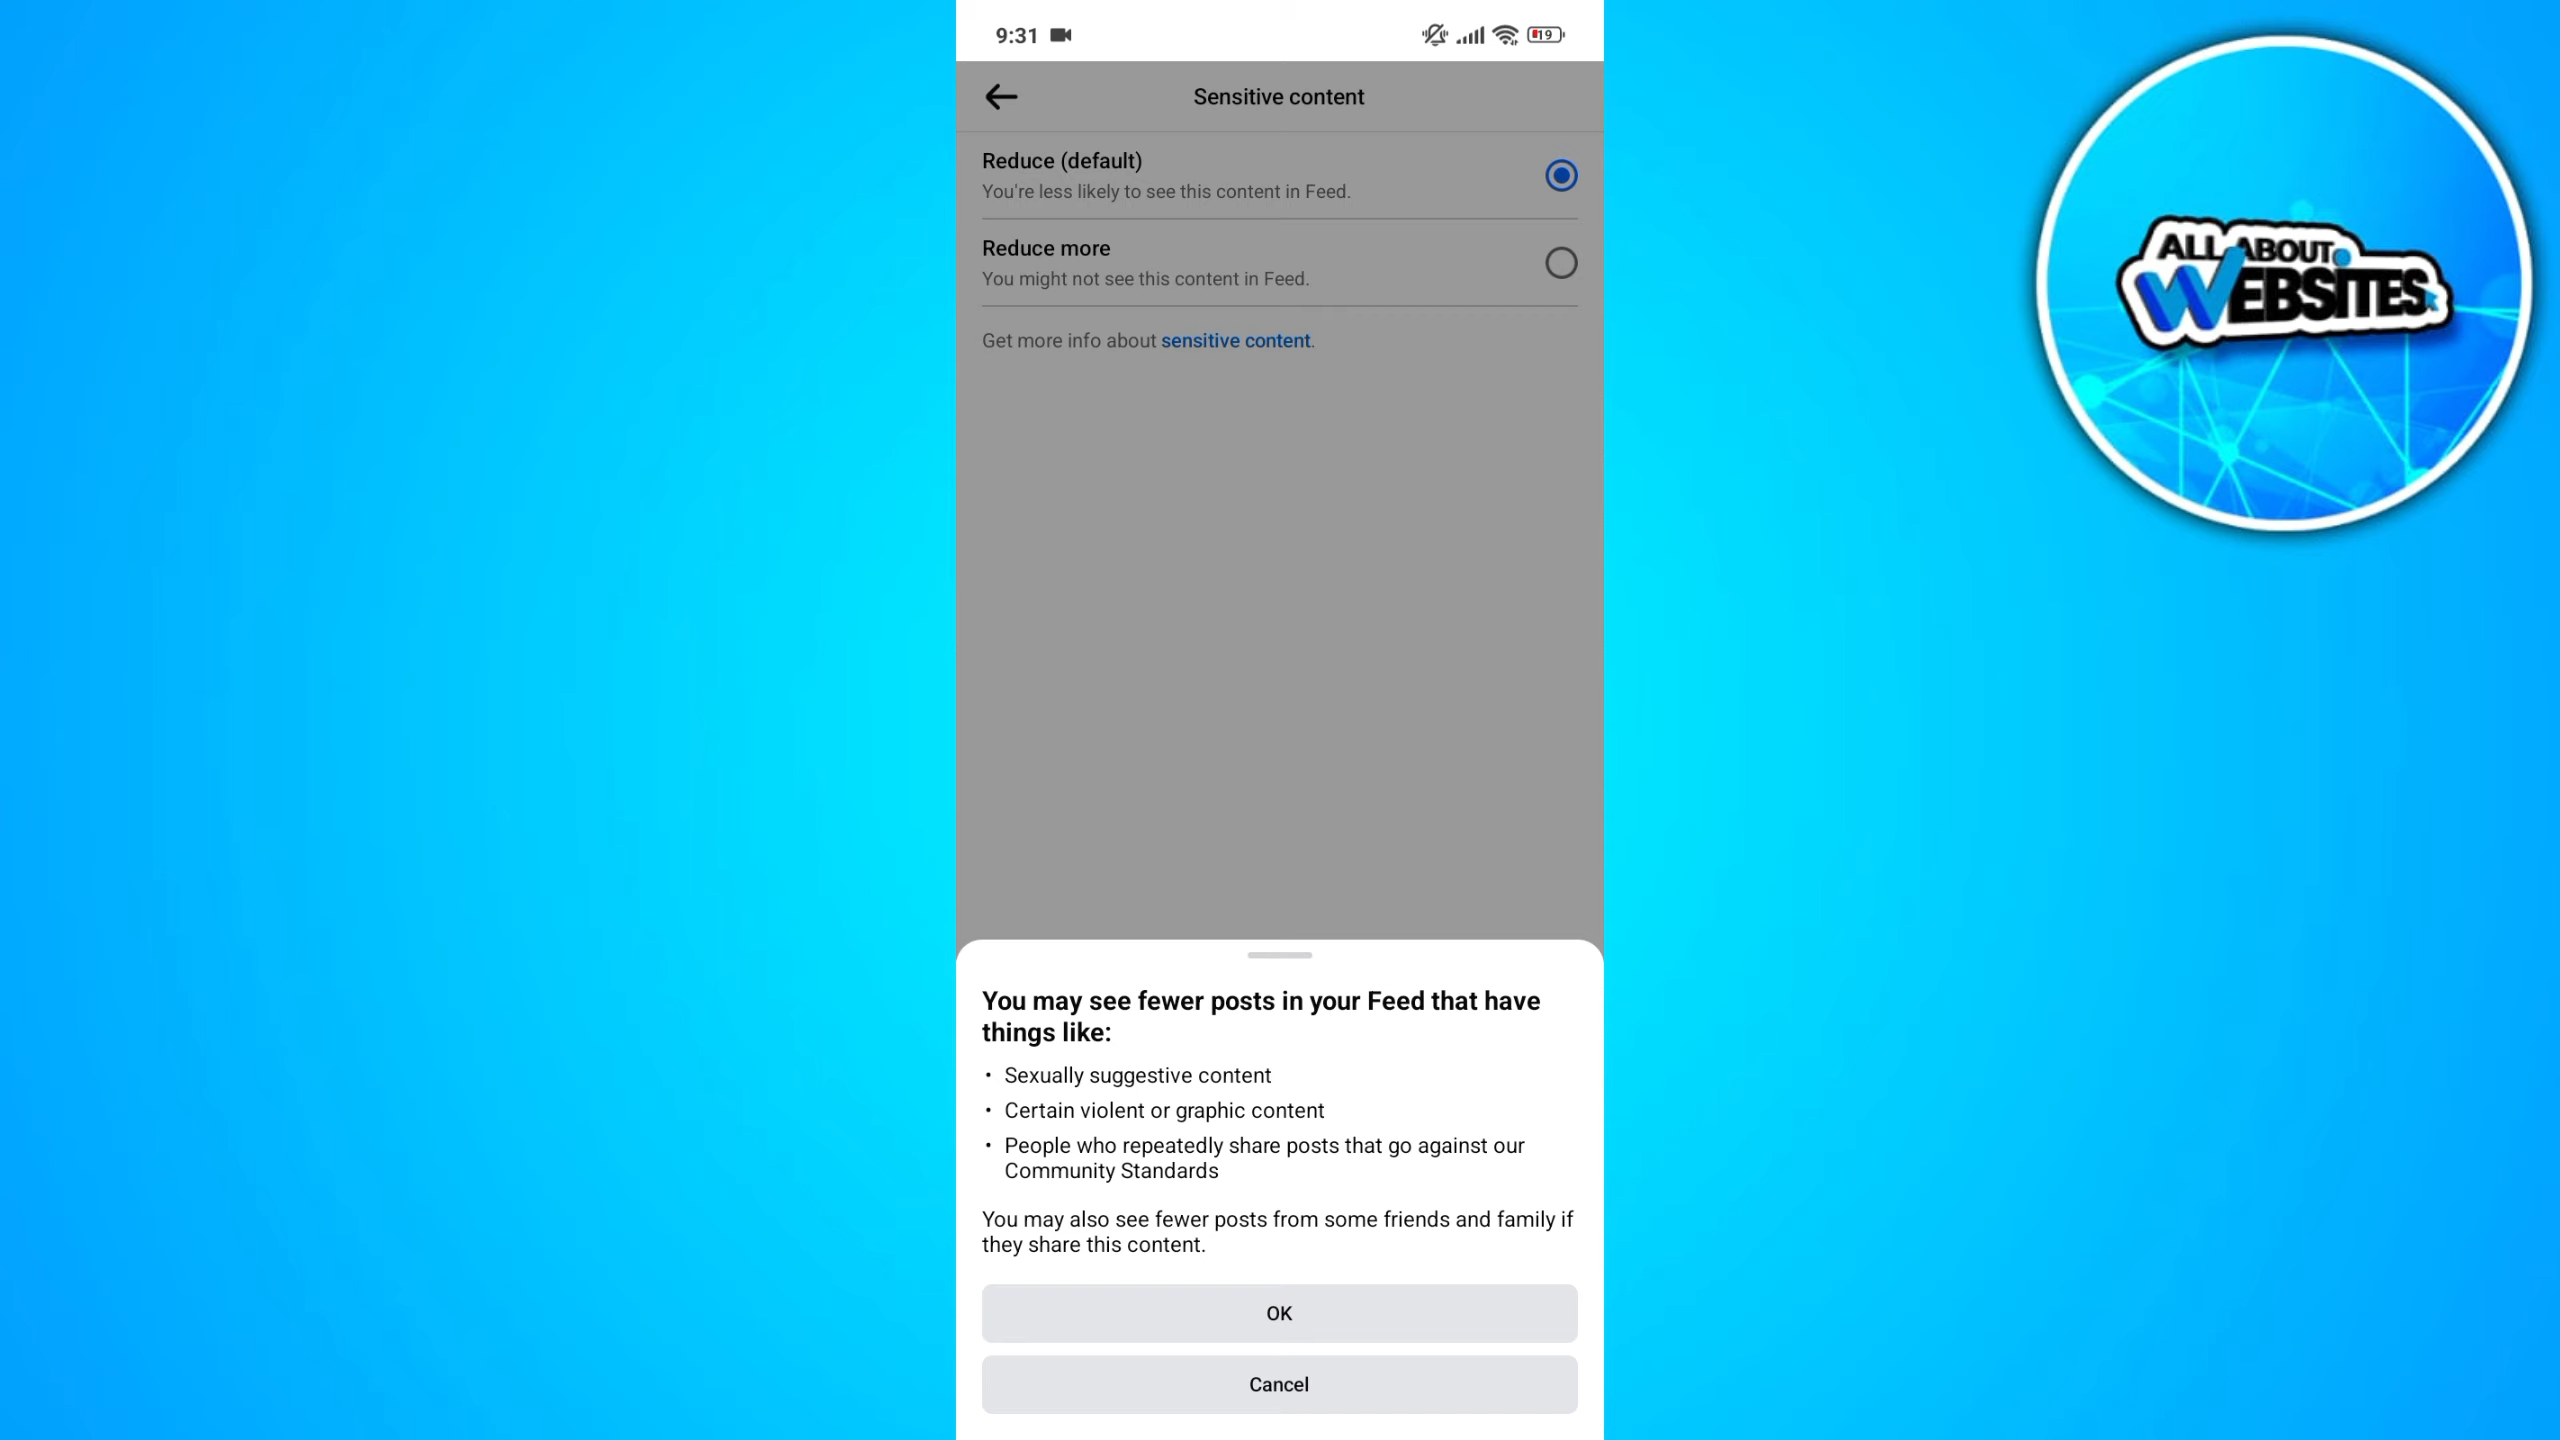 9:31
19
Sensitive content
Reduce (default)
You're less likely to see this content in Feed.
Reduce more
You might not see this content in Feed.
Get more info about sensitive content.
You may see fewer posts in your Feed that have
things like:
• Sexually suggestive content
• Certain violent or graphic content
• People who repeatedly share posts that go against our
Community Standards
You may also see fewer posts from some friends and family if
they share this content.
OK
Cancel
ALL ABOUT
WEBSITES